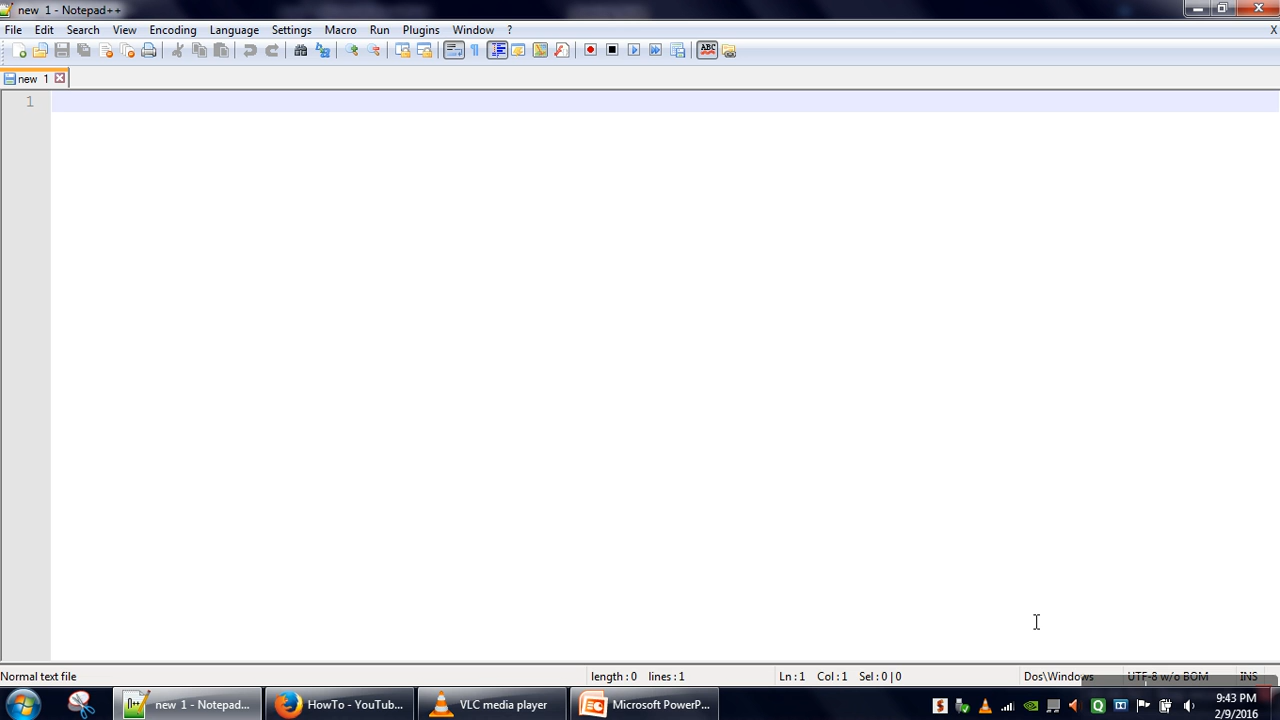 new 1 - Notepad++
File Edit Search View Encoding Language Settings Macro Run Plugins Window ? X
ABC
new 1
1
Normal text file length : 0 lines : 1 Ln : 1 Col : 1 Sel : 0 | 0 Dos\Windows UTF-8 w/o BOM INS
new 1 - Notepad... HowTo - YouTub... VLC media player Microsoft PowerP... 9:43 PM
2/9/2016